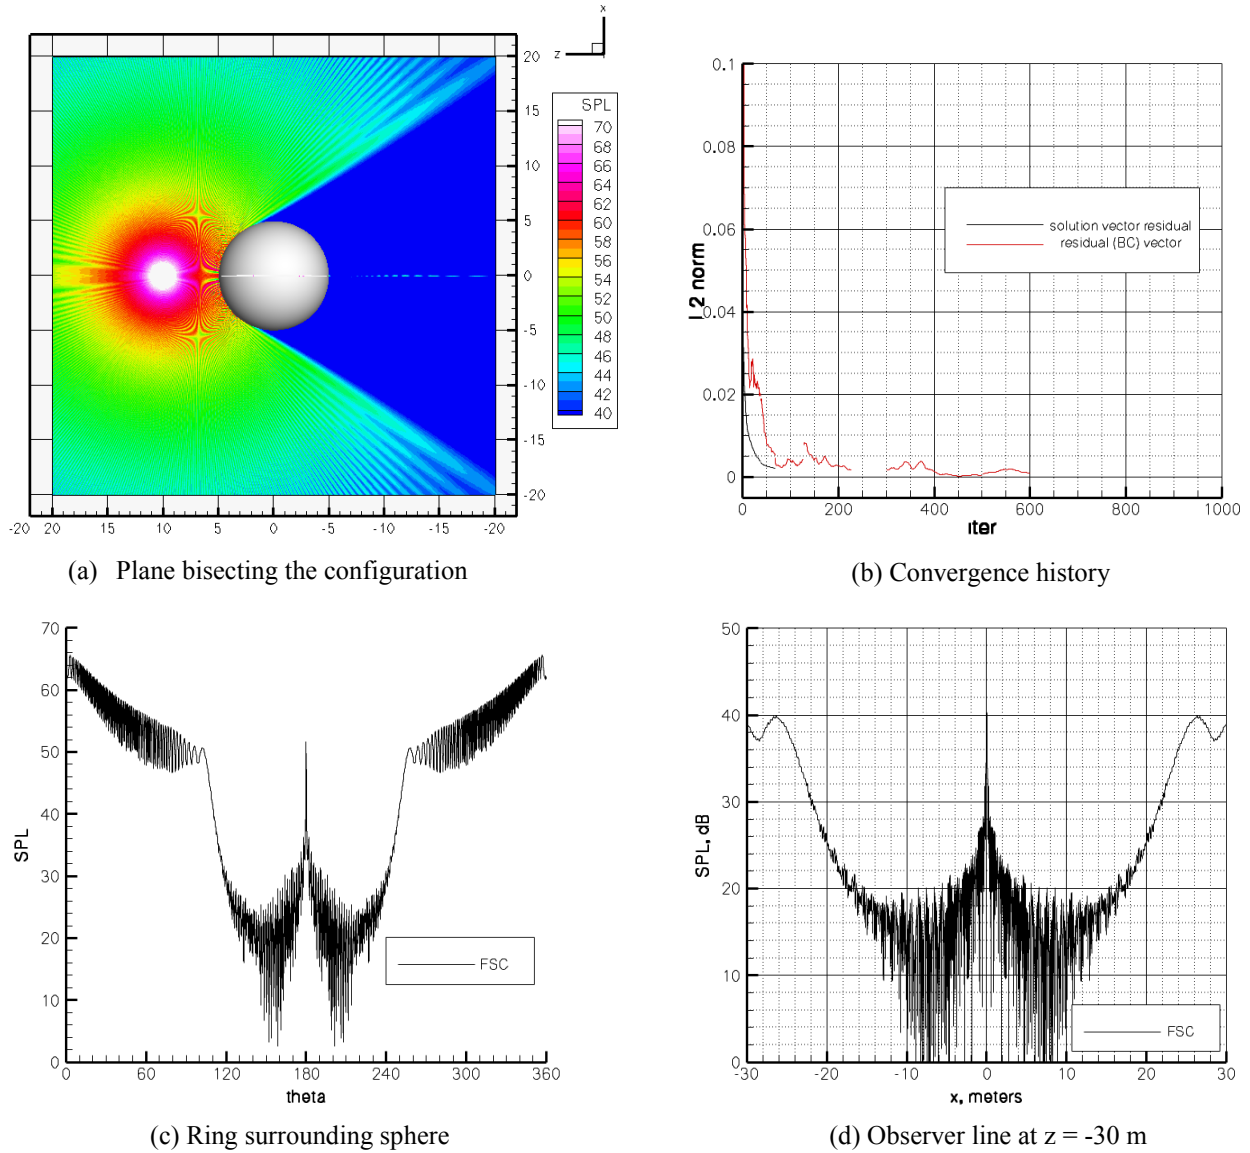 x
z
20
15
10
5
0
-5
-10
-15
-20
-20 20 15 10 5 0 -5 -10 -15 -20
SPL
70
68
66
64
62
60
58
56
54
52
50
48
46
44
42
40
(a) Plane bisecting the configuration
0.1
0.08
0.06
0.04
0.02
0
l_2 norm
solution vector residual
residual (BC) vector
0 200 400 600 800 1000
iter
(b) Convergence history
70
60
50
40
30
20
10
0
SPL
FSC
0 60 120 180 240 300 360
theta
(c) Ring surrounding sphere
50
40
30
20
10
0
SPL, dB
FSC
-30 -20 -10 0 10 20 30
x, meters
(d) Observer line at z = -30 m